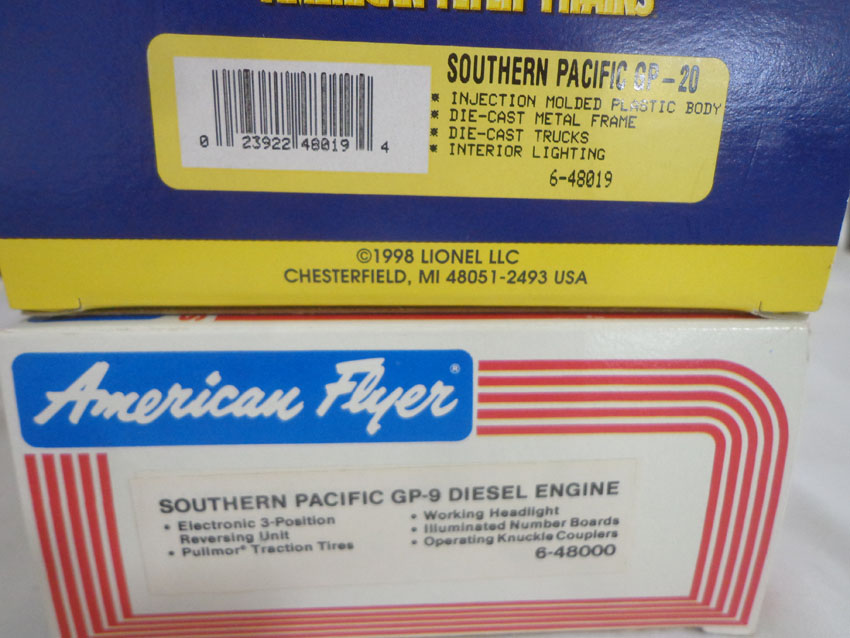 AMERICAN FLYER TRAINS
SOUTHERN PACIFIC GP-20
* INJECTION MOLDED PLASTIC BODY
* DIE-CAST METAL FRAME
* DIE-CAST TRUCKS
* INTERIOR LIGHTING
6-48019
0 23922 48019 4
©1998 LIONEL LLC
CHESTERFIELD, MI 48051-2493 USA
American Flyer®
SOUTHERN PACIFIC GP-9 DIESEL ENGINE
• Electronic 3-Position
Reversing Unit
• Pullmor® Traction Tires
• Working Headlight
• Illuminated Number Boards
• Operating Knuckle Couplers
6-48000